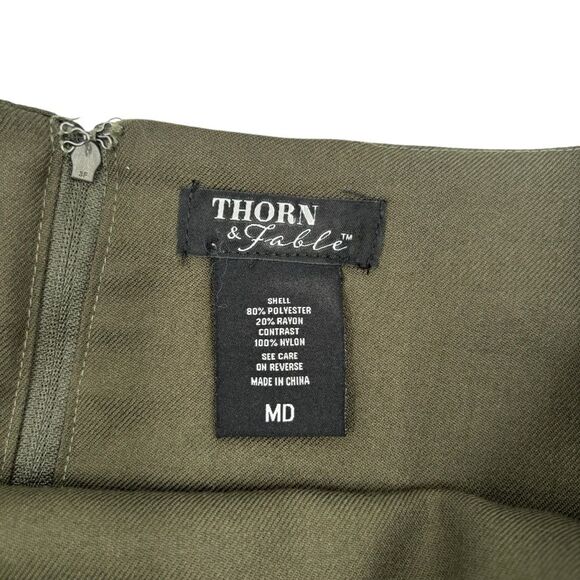 THORN
& Fable™
SHELL
80% POLYESTER
20% RAYON
CONTRAST
100% NYLON
SEE CARE
ON REVERSE
MADE IN CHINA
MD